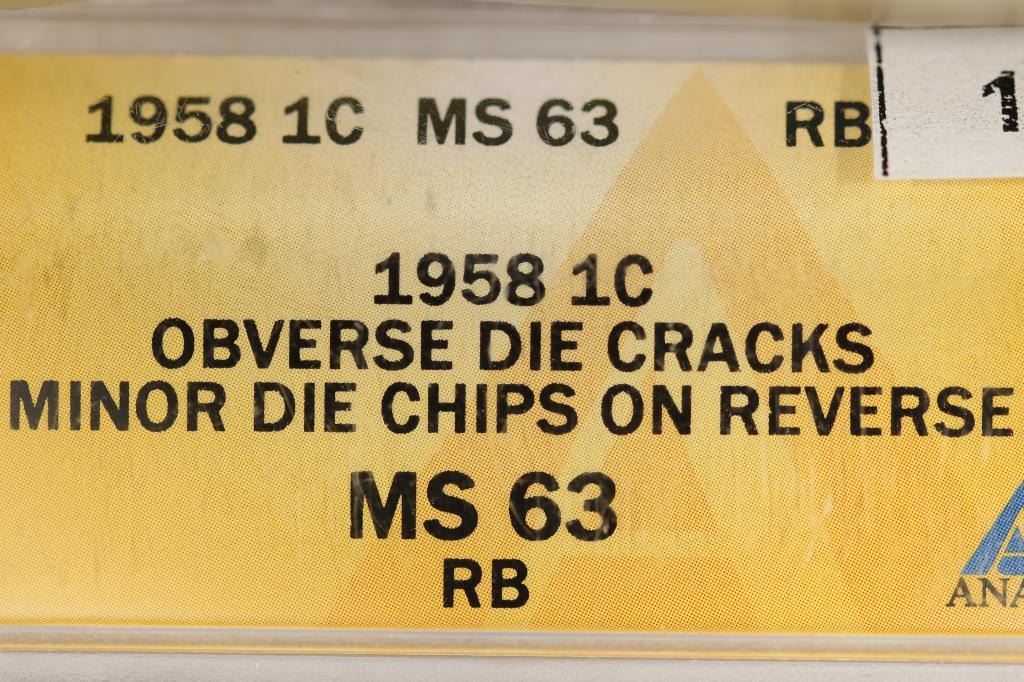 1958 1C MS 63 RB
1958 1C
OBVERSE DIE CRACKS
MINOR DIE CHIPS ON REVERSE
MS 63
RB